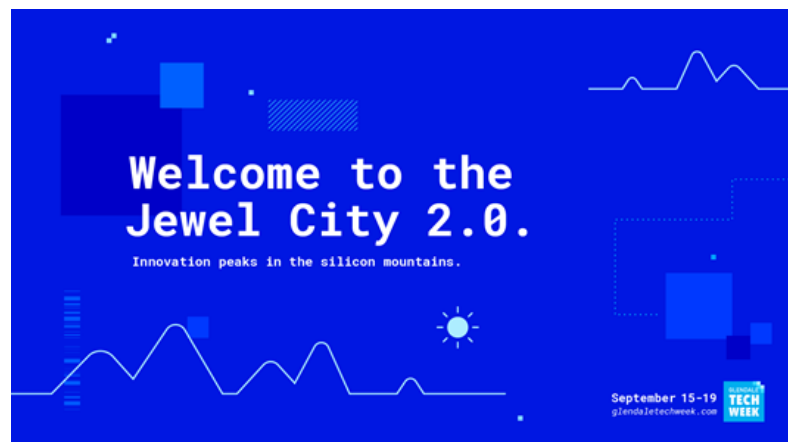 Welcome to the
Jewel City 2.0.
Innovation peaks in the silicon mountains.
September 15-19
glendaletechweek.com
GLENDALE
TECH
WEEK